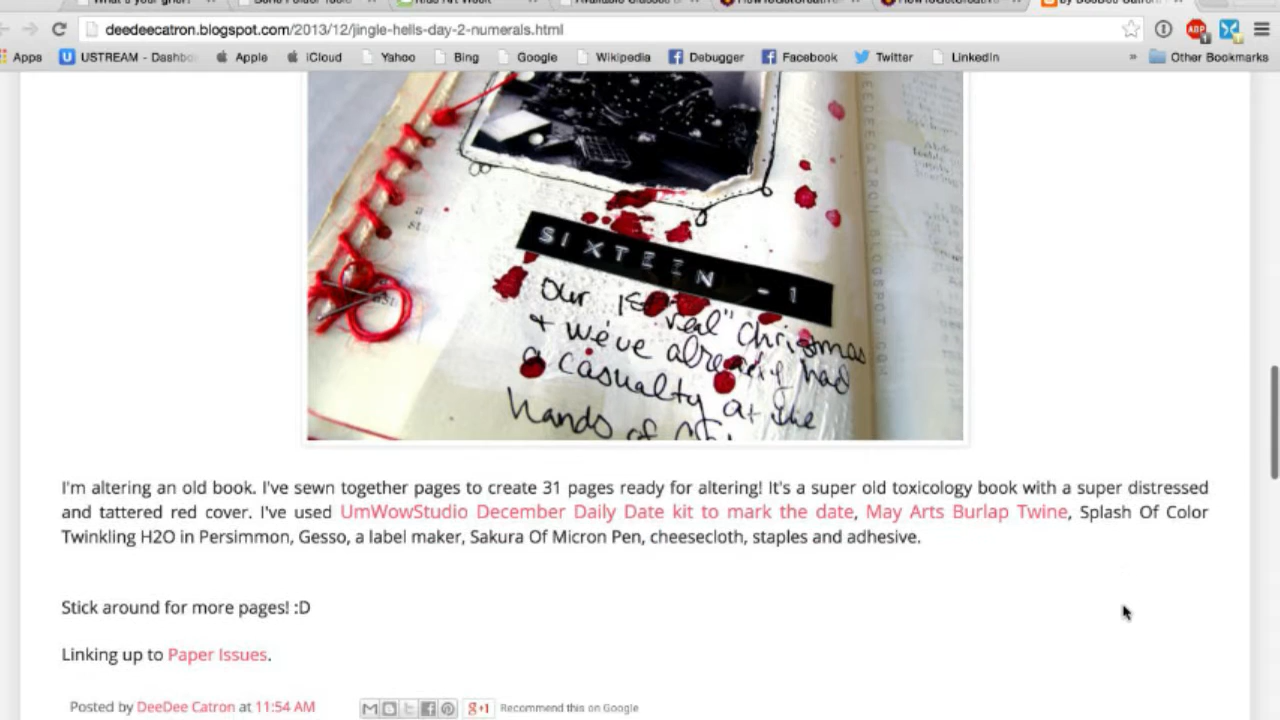 deedeecatron.blogspot.com/2013/12/jingle-hells-day-2-numerals.html
Apps USTREAM - Dashbo Apple iCloud Yahoo Bing Google Wikipedia Debugger Facebook Twitter LinkedIn » Other Bookmarks
SIXTEEN - 1
Our 1st "real" Christmas
+ we've already had
a casualty at the
hands of
I'm altering an old book. I've sewn together pages to create 31 pages ready for altering! It's a super old toxicology book with a super distressed
and tattered red cover. I've used UmWowStudio December Daily Date kit to mark the date, May Arts Burlap Twine, Splash Of Color
Twinkling H2O in Persimmon, Gesso, a label maker, Sakura Of Micron Pen, cheesecloth, staples and adhesive.
Stick around for more pages! :D
Linking up to Paper Issues.
Posted by DeeDee Catron at 11:54 AM
g+1 Recommend this on Google